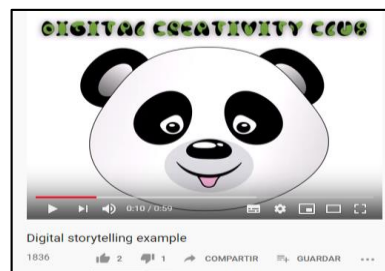 DIGITAL CREATIVITY CLUB
0:10 / 0:59
Digital storytelling example
1836 2 1 COMPARTIR GUARDAR